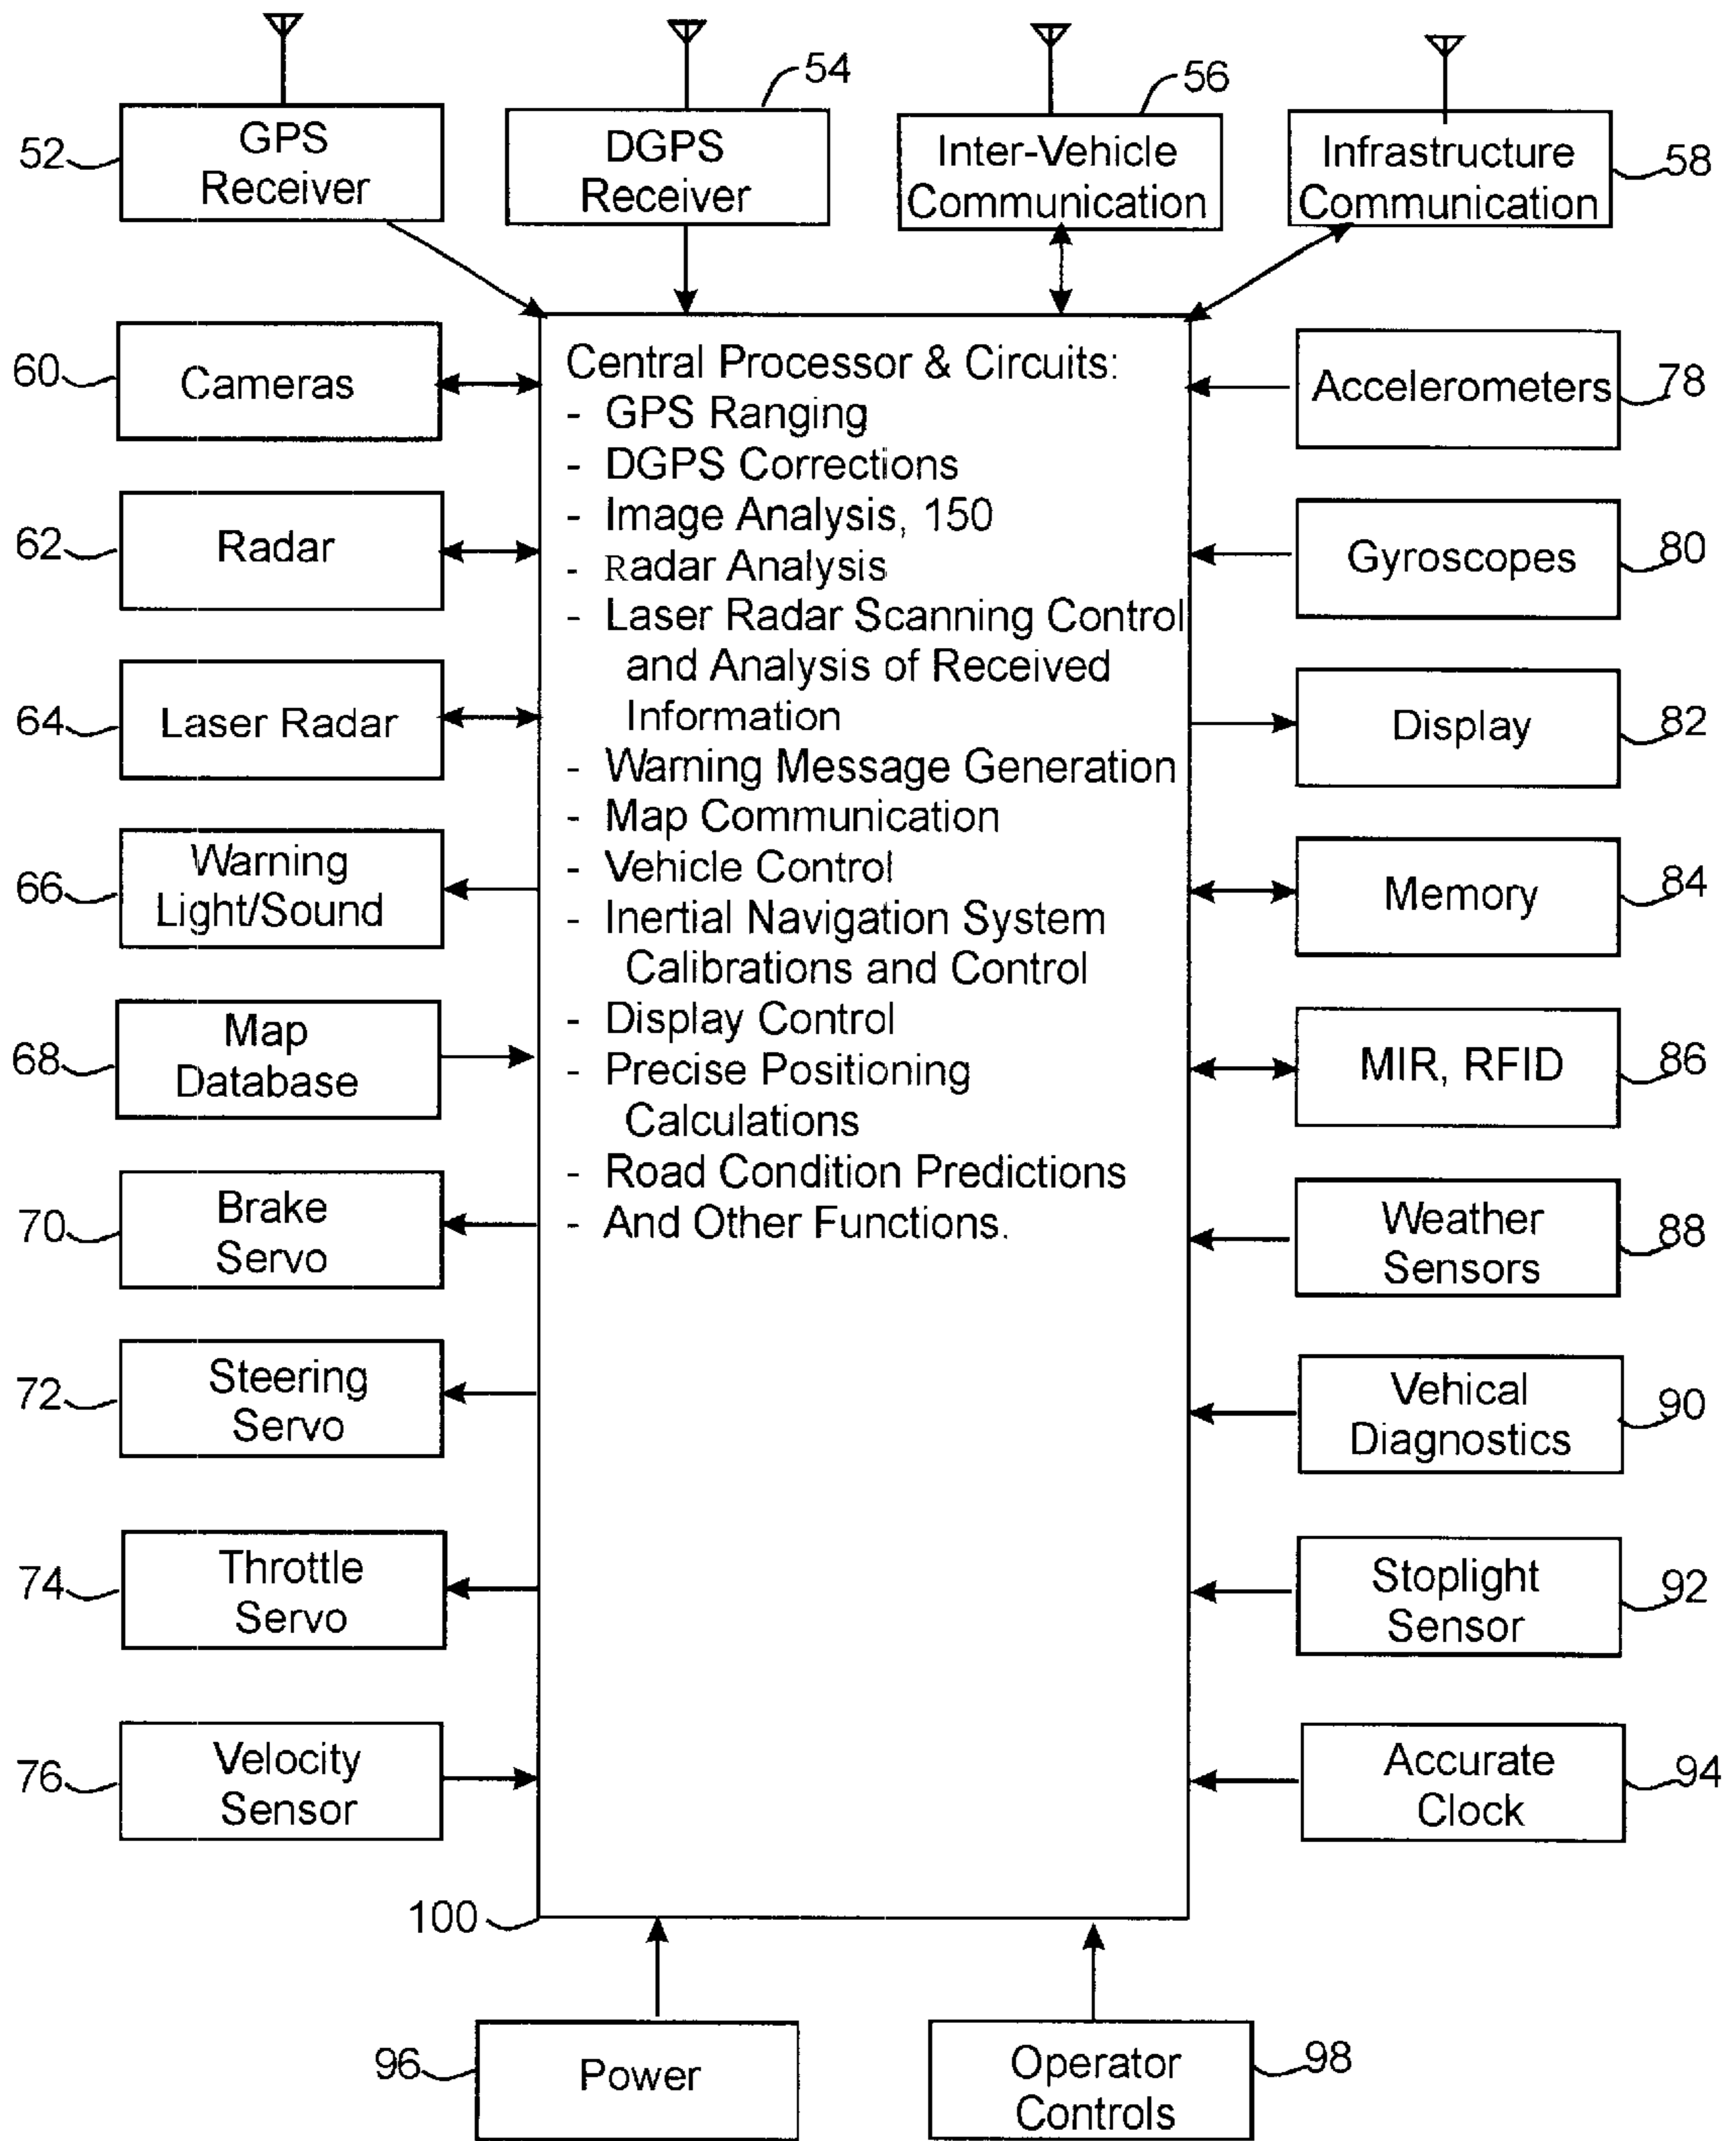 54
56
52
GPS
Receiver
DGPS
Receiver
Inter-Vehicle
Communication
Infrastructure
Communication
58
60
Cameras
62
Radar
64
Laser Radar
66
Warning
Light/Sound
68
Map
Database
70
Brake
Servo
72
Steering
Servo
74
Throttle
Servo
76
Velocity
Sensor
Central Processor & Circuits:
- GPS Ranging
- DGPS Corrections
- Image Analysis, 150
- Radar Analysis
- Laser Radar Scanning Control
and Analysis of Received
Information
- Warning Message Generation
- Map Communication
- Vehicle Control
- Inertial Navigation System
Calibrations and Control
- Display Control
- Precise Positioning
Calculations
- Road Condition Predictions
- And Other Functions.
Accelerometers
78
Gyroscopes
80
Display
82
Memory
84
MIR, RFID
86
Weather
Sensors
88
Vehical
Diagnostics
90
Stoplight
Sensor
92
Accurate
Clock
94
100
96
Power
Operator
Controls
98